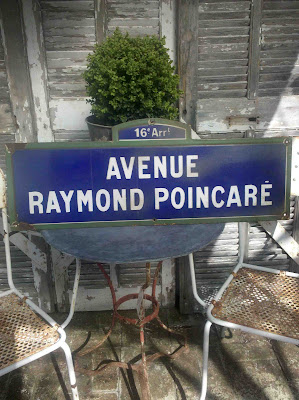 16e Arrt
AVENUE
RAYMOND POINCARÉ